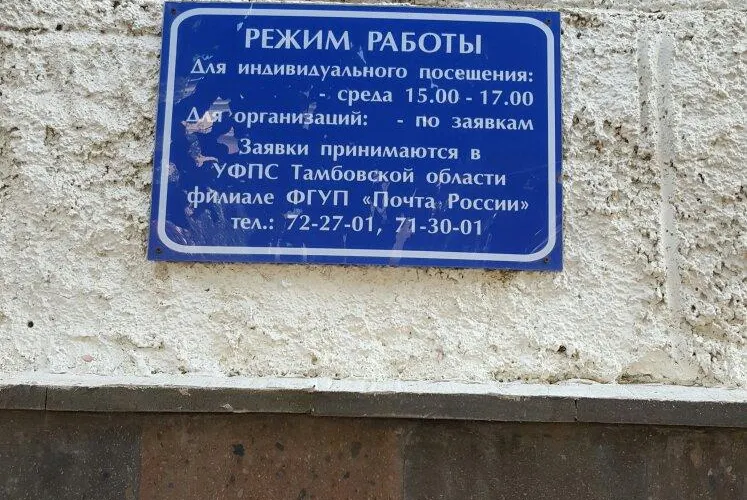 РЕЖИМ РАБОТЫ
Для индивидуального посещения:
- среда 15.00 - 17.00
Для организаций: - по заявкам
Заявки принимаются в
УФПС Тамбовской области
филиале ФГУП «Почта России»
тел.: 72-27-01, 71-30-01